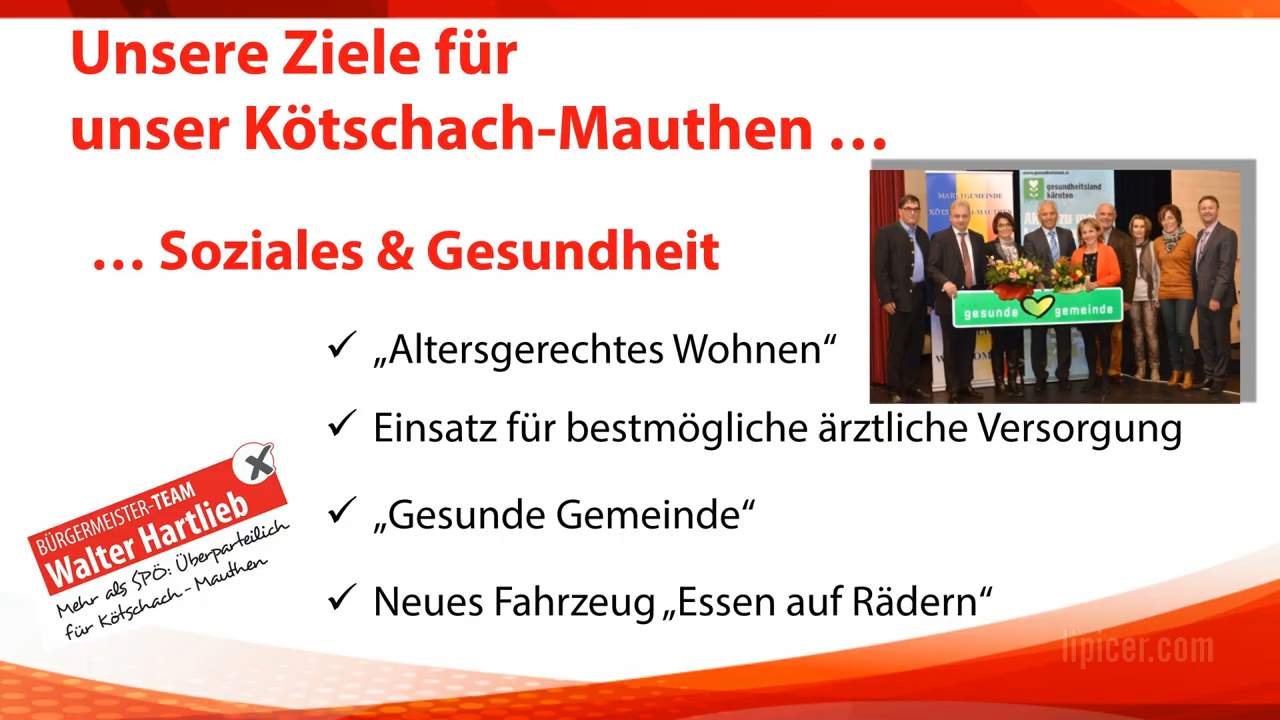 Unsere Ziele für
unser Kötschach-Mauthen …
… Soziales & Gesundheit
gesundheitsland
kärnten
MARKTGEMEINDE
gesunde gemeinde
✓ „Altersgerechtes Wohnen“
✓ Einsatz für bestmögliche ärztliche Versorgung
✓ „Gesunde Gemeinde“
✓ Neues Fahrzeug „Essen auf Rädern“
BÜRGERMEISTER-TEAM
Walter Hartlieb
Mehr als SPÖ: Überparteilich
für Kötschach-Mauthen
lipicer.com